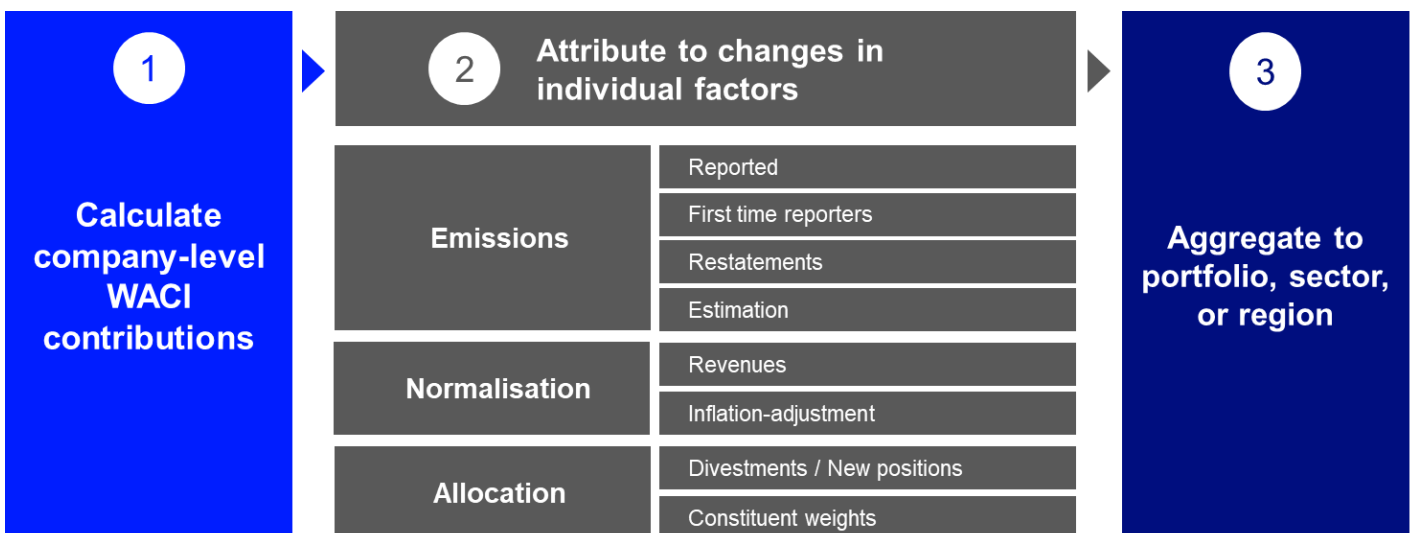 1
Calculate
company-level
WACI
contributions
2
Attribute to changes in
individual factors
Emissions
Reported
First time reporters
Restatements
Estimation
Normalisation
Revenues
Inflation-adjustment
Allocation
Divestments / New positions
Constituent weights
3
Aggregate to
portfolio, sector,
or region